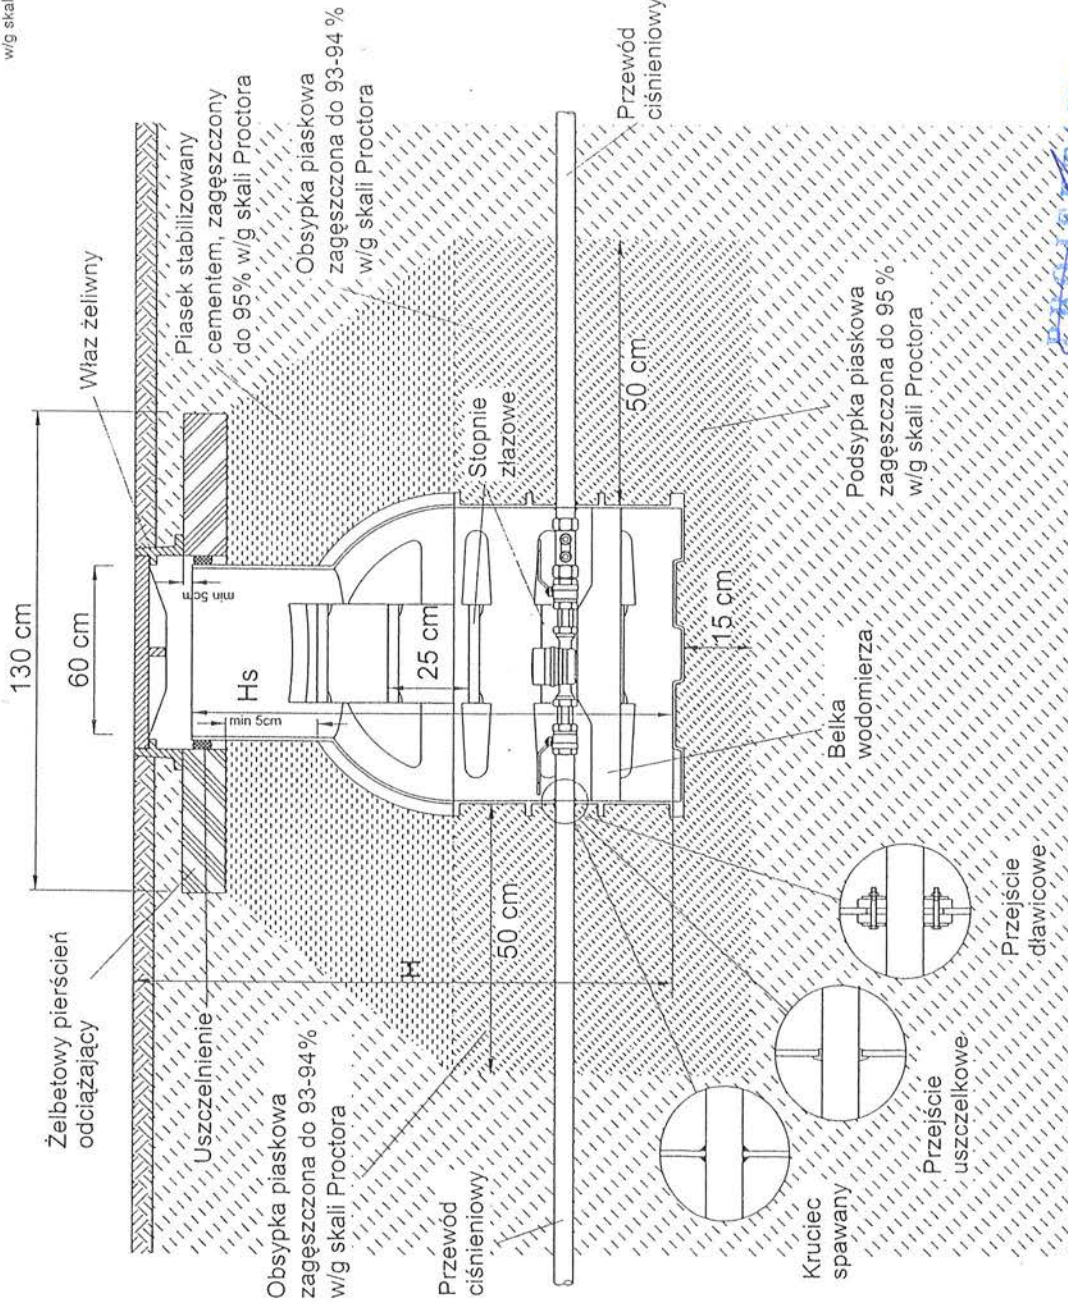 w/g skal
130 cm
60 cm
Właz żeliwny
Piasek stabilizowany
cementem, zagęszczony
do 95% w/g skali Proctora
Obsypka piaskowa
zagęszczona do 93-94 %
w/g skali Proctora
Przewód
ciśnieniowy
Żelbetowy pierścień
odciążający
Uszczelnienie
Obsypka piaskowa
zagęszczona do 93-94%
w/g skali Proctora
Przewód
ciśnieniowy
min 5cm
Hs
25 cm
Stopnie
złazowe
H
50 cm
50 cm
15 cm
Podsypka piaskowa
zagęszczona do 95 %
w/g skali Proctora
Belka
wodomierza
Kruciec
spawany
Przejście
uszczelkowe
Przejście
dławicowe